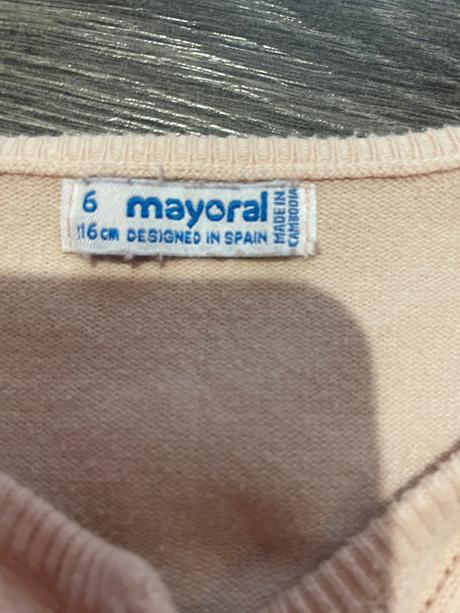 6 mayoral
116cm DESIGNED IN SPAIN
MADE IN
CAMBODIA